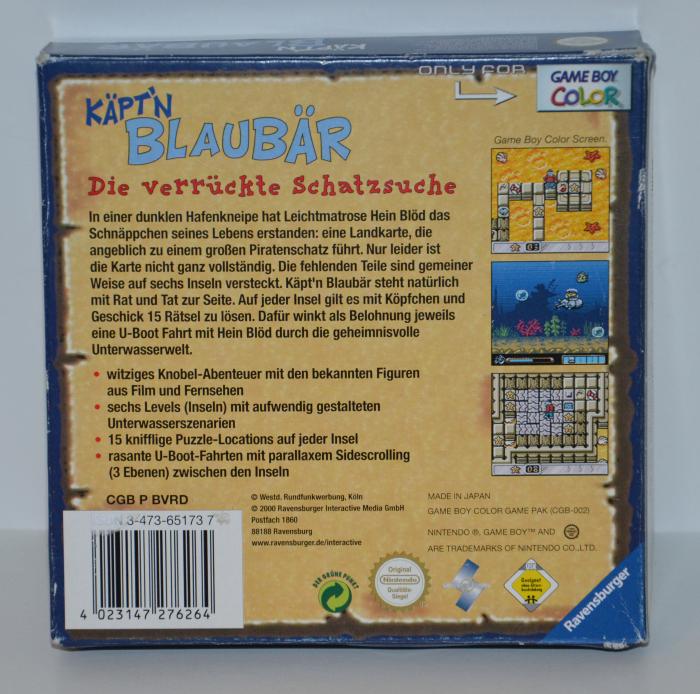 KÄPT'N
BLAUBÄR
ONLY FOR
GAME BOY
COLOR
KÄPT'N
BLAUBÄR
Game Boy Color Screen.
Die verrückte Schatzsuche
In einer dunklen Hafenkneipe hat Leichtmatrose Hein Blöd das
Schnäppchen seines Lebens erstanden: eine Landkarte, die
angeblich zu einem großen Piratenschatz führt. Nur leider ist
die Karte nicht ganz vollständig. Die fehlenden Teile sind gemeiner
Weise auf sechs Inseln versteckt. Käpt'n Blaubär steht natürlich
mit Rat und Tat zur Seite. Auf jeder Insel gilt es mit Köpfchen und
Geschick 15 Rätsel zu lösen. Dafür winkt als Belohnung jeweils
eine U-Boot Fahrt mit Hein Blöd durch die geheimnisvolle
Unterwasserwelt.
• witziges Knobel-Abenteuer mit den bekannten Figuren
aus Film und Fernsehen
• sechs Levels (Inseln) mit aufwendig gestalteten
Unterwasserszenarien
• 15 knifflige Puzzle-Locations auf jeder Insel
• rasante U-Boot-Fahrten mit parallaxem Sidescrolling
(3 Ebenen) zwischen den Inseln
03
08
CGB P BVRD
ISBN 3-473-65173 7
4 023147 276264
© Westd. Rundfunkwerbung, Köln
© 2000 Ravensburger Interactive Media GmbH
Postfach 1860
88188 Ravensburg
www.ravensburger.de/interactive
MADE IN JAPAN
GAME BOY COLOR GAME PAK (CGB-002)
NINTENDO ®, GAME BOY™ AND
ARE TRADEMARKS OF NINTENDO CO.,LTD.
DER GRÜNE PUNKT
Original
Nintendo
Qualitäts-
Siegel
Geeignet
ohne Alters-
beschränkung
Ravensburger